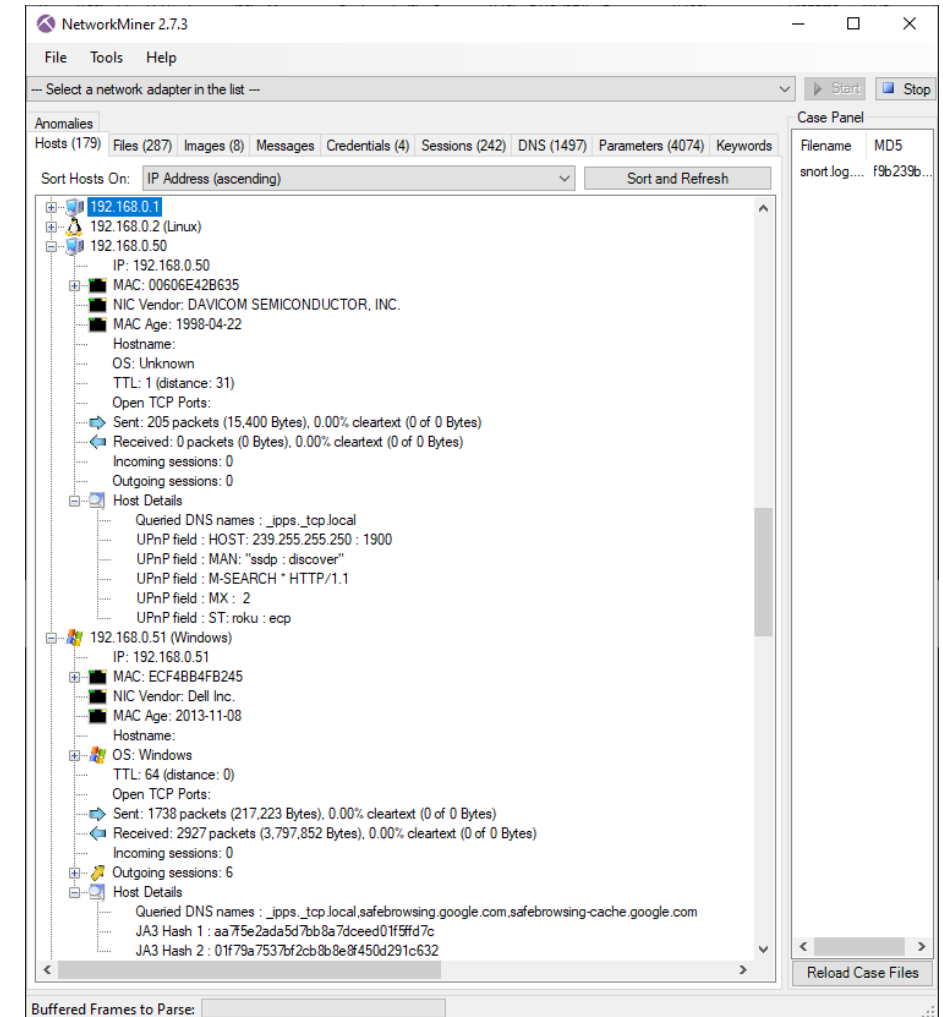 NetworkMiner 2.7.3
File Tools Help
--- Select a network adapter in the list ---
Start
Stop
Anomalies
Hosts (179) Files (287) Images (8) Messages Credentials (4) Sessions (242) DNS (1497) Parameters (4074) Keywords
Sort Hosts On: IP Address (ascending) Sort and Refresh
192.168.0.1
192.168.0.2 (Linux)
192.168.0.50
IP: 192.168.0.50
MAC: 00606E42B635
NIC Vendor: DAVICOM SEMICONDUCTOR, INC.
MAC Age: 1998-04-22
Hostname:
OS: Unknown
TTL: 1 (distance: 31)
Open TCP Ports:
Sent: 205 packets (15,400 Bytes), 0.00% cleartext (0 of 0 Bytes)
Received: 0 packets (0 Bytes), 0.00% cleartext (0 of 0 Bytes)
Incoming sessions: 0
Outgoing sessions: 0
Host Details
Queried DNS names : _ipps._tcp.local
UPnP field : HOST: 239.255.255.250 : 1900
UPnP field : MAN: "ssdp : discover"
UPnP field : M-SEARCH * HTTP/1.1
UPnP field : MX : 2
UPnP field : ST: roku : ecp
192.168.0.51 (Windows)
IP: 192.168.0.51
MAC: ECF4BB4FB245
NIC Vendor: Dell Inc.
MAC Age: 2013-11-08
Hostname:
OS: Windows
TTL: 64 (distance: 0)
Open TCP Ports:
Sent: 1738 packets (217,223 Bytes), 0.00% cleartext (0 of 0 Bytes)
Received: 2927 packets (3,797,852 Bytes), 0.00% cleartext (0 of 0 Bytes)
Incoming sessions: 0
Outgoing sessions: 6
Host Details
Queried DNS names : _ipps._tcp.local,safebrowsing.google.com,safebrowsing-cache.google.com
JA3 Hash 1 : aa7f5e2ada5d7bb8a7dceed01f5ffd7c
JA3 Hash 2 : 01f79a7537bf2cb8b8e8f450d291c632
Case Panel
Filename MD5
snort.log.... f9b239b...
Reload Case Files
Buffered Frames to Parse: